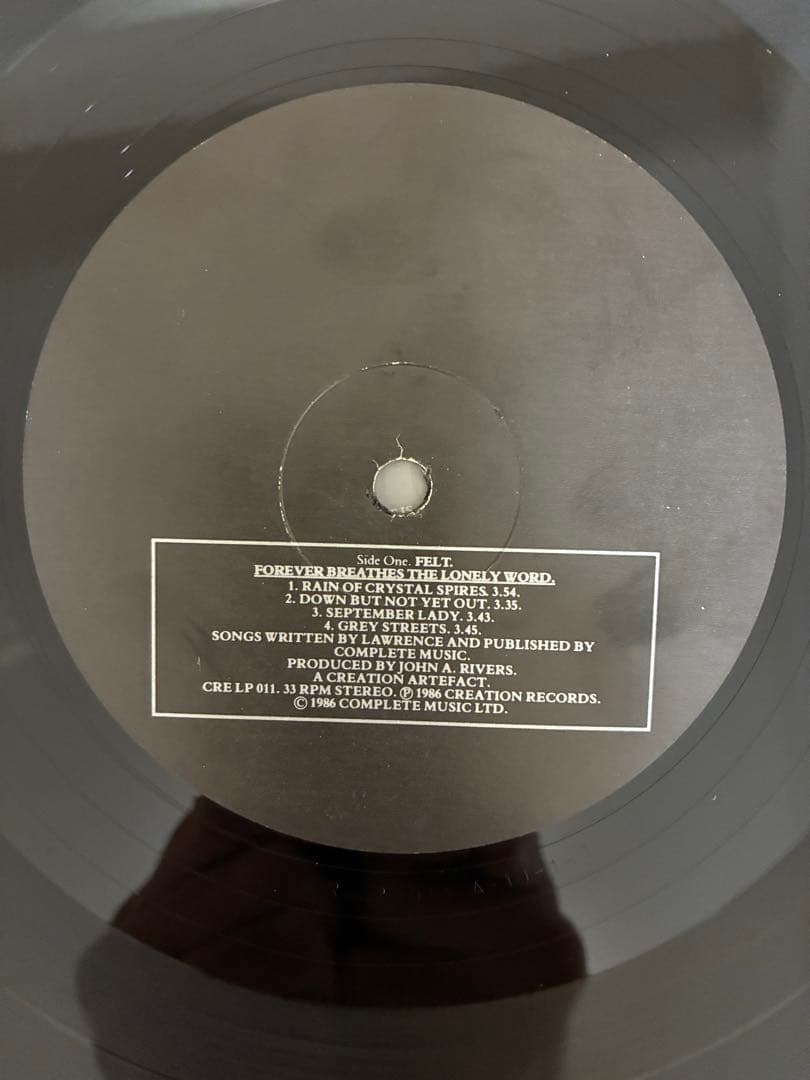 Side One. FELT.
FOREVER BREATHES THE LONELY WORD.
1. RAIN OF CRYSTAL SPIRES. 3.54.
2. DOWN BUT NOT YET OUT. 3.35.
3. SEPTEMBER LADY. 3.43.
4. GREY STREETS. 3.45.
SONGS WRITTEN BY LAWRENCE AND PUBLISHED BY
COMPLETE MUSIC.
PRODUCED BY JOHN A. RIVERS.
A CREATION ARTEFACT.
CRE LP 011. 33 RPM STEREO. ℗ 1986 CREATION RECORDS.
© 1986 COMPLETE MUSIC LTD.